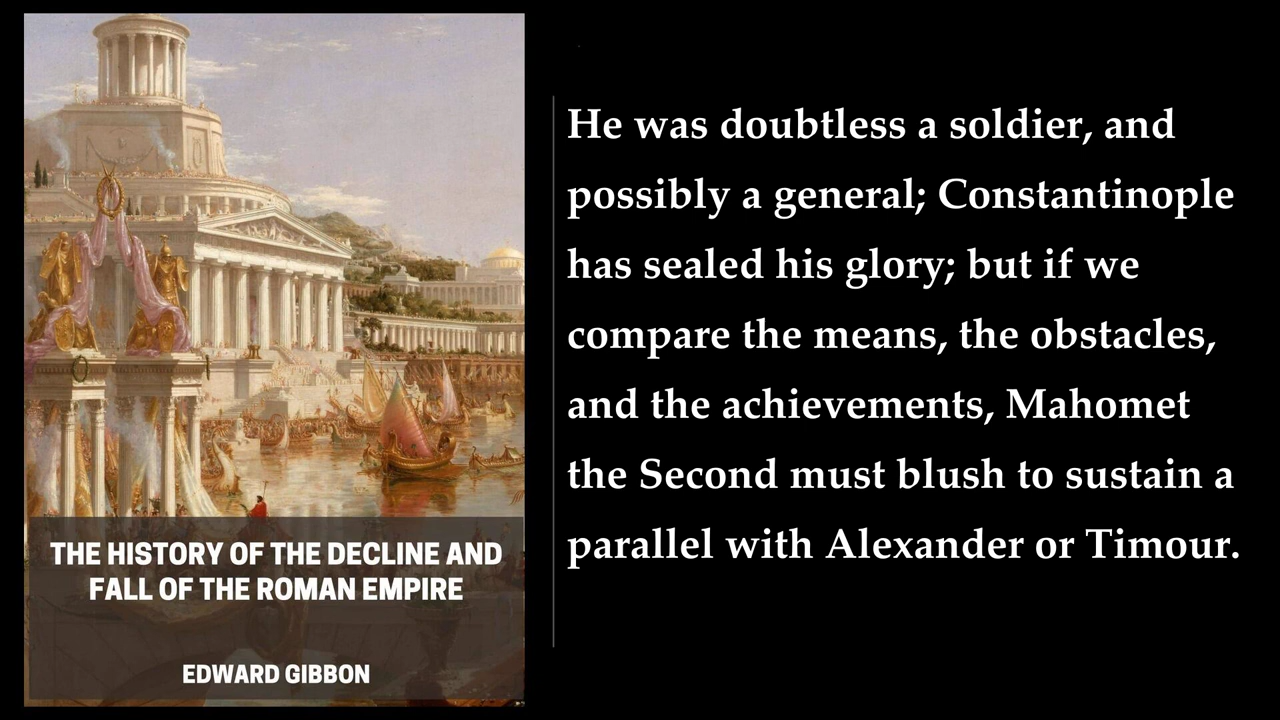 He was doubtless a soldier, and
possibly a general; Constantinople
has sealed his glory; but if we
compare the means, the obstacles,
and the achievements, Mahomet
the Second must blush to sustain a
parallel with Alexander or Timour.
THE HISTORY OF THE DECLINE AND
FALL OF THE ROMAN EMPIRE
EDWARD GIBBON